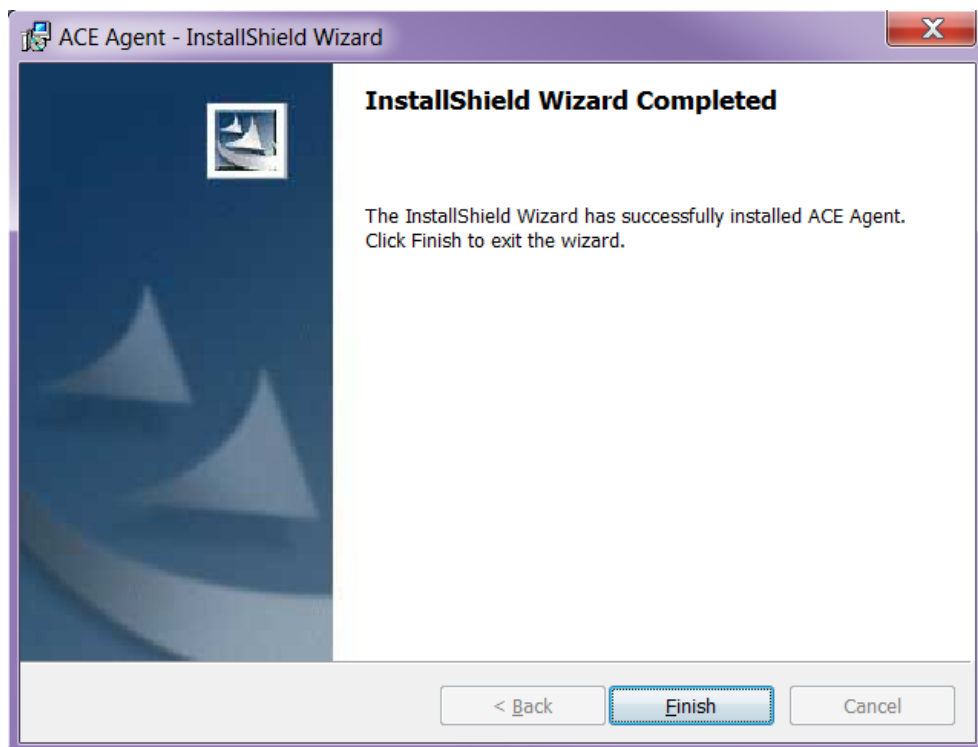 ACE Agent - InstallShield Wizard
InstallShield Wizard Completed
The InstallShield Wizard has successfully installed ACE Agent.
Click Finish to exit the wizard.
< Back
Finish
Cancel